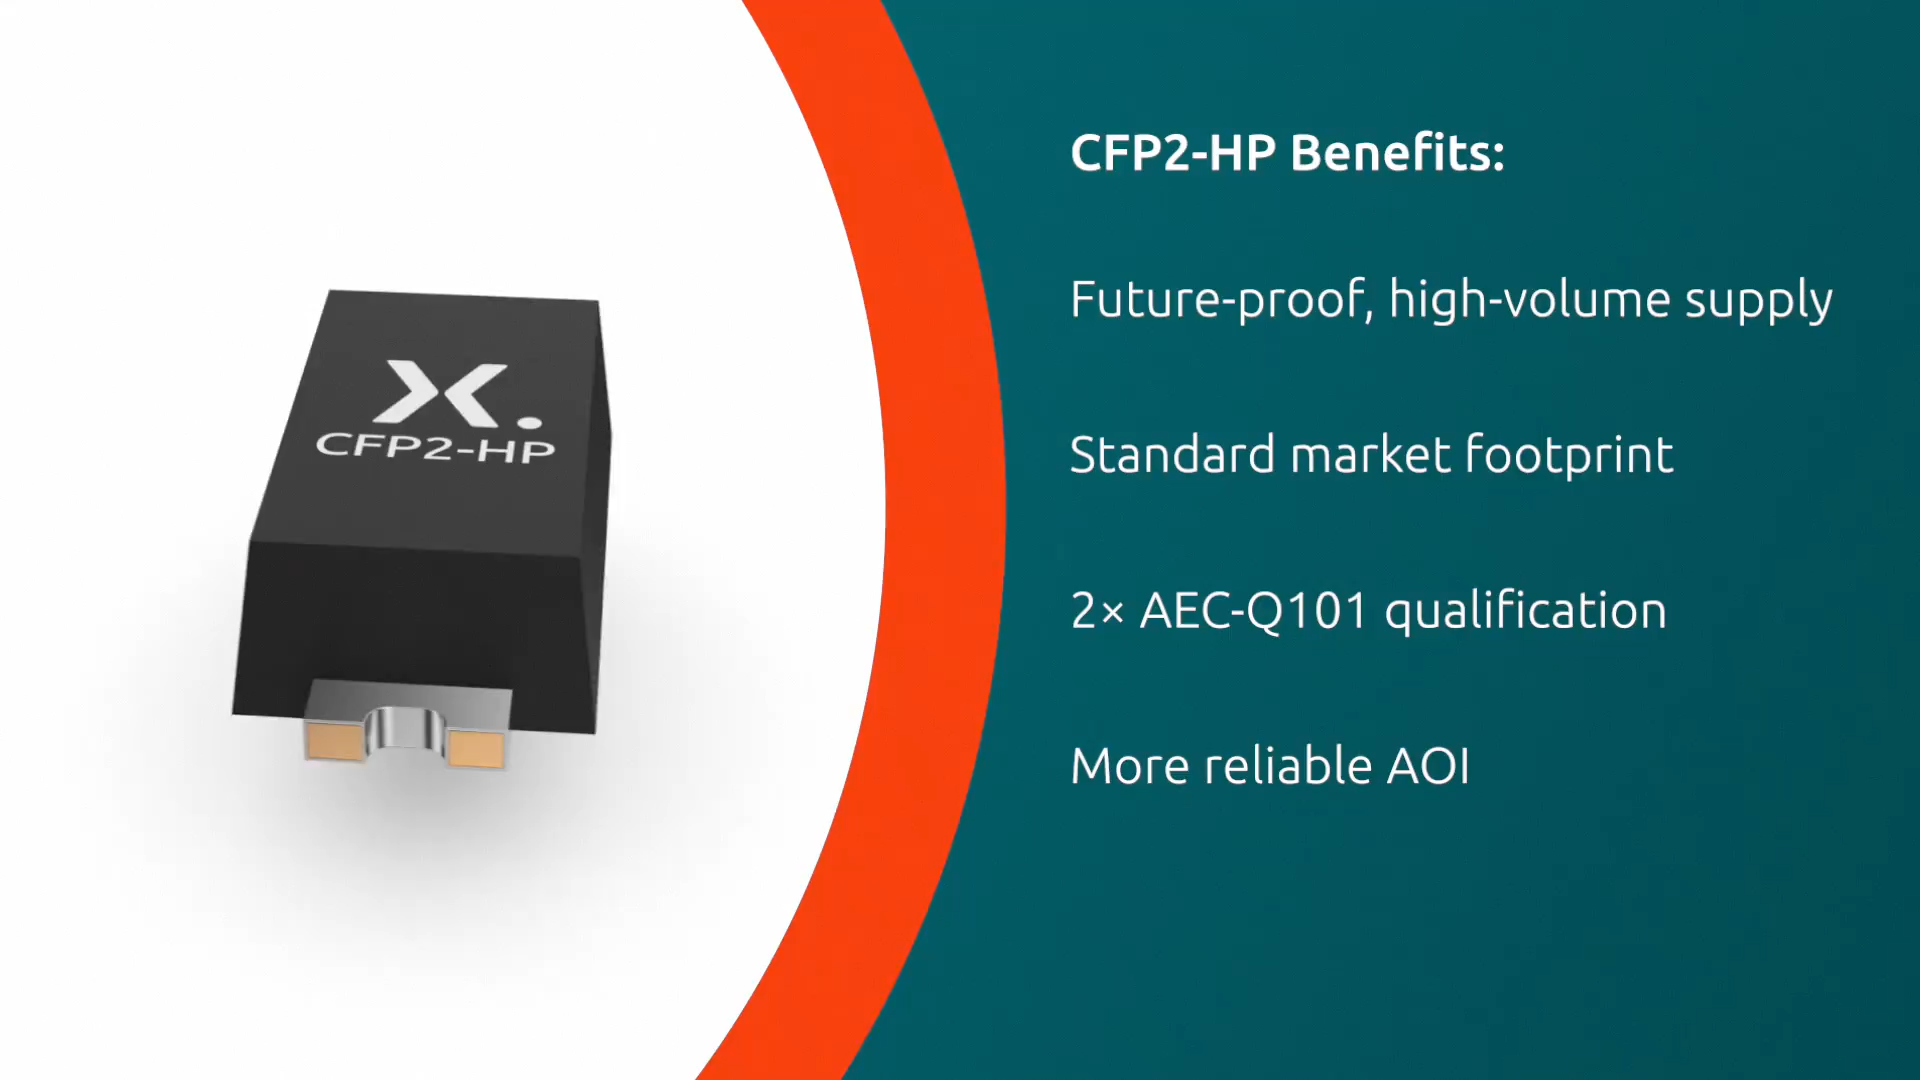 X.
CFP2-HP
CFP2-HP Benefits:
Future-proof, high-volume supply
Standard market footprint
2× AEC-Q101 qualification
More reliable AOI